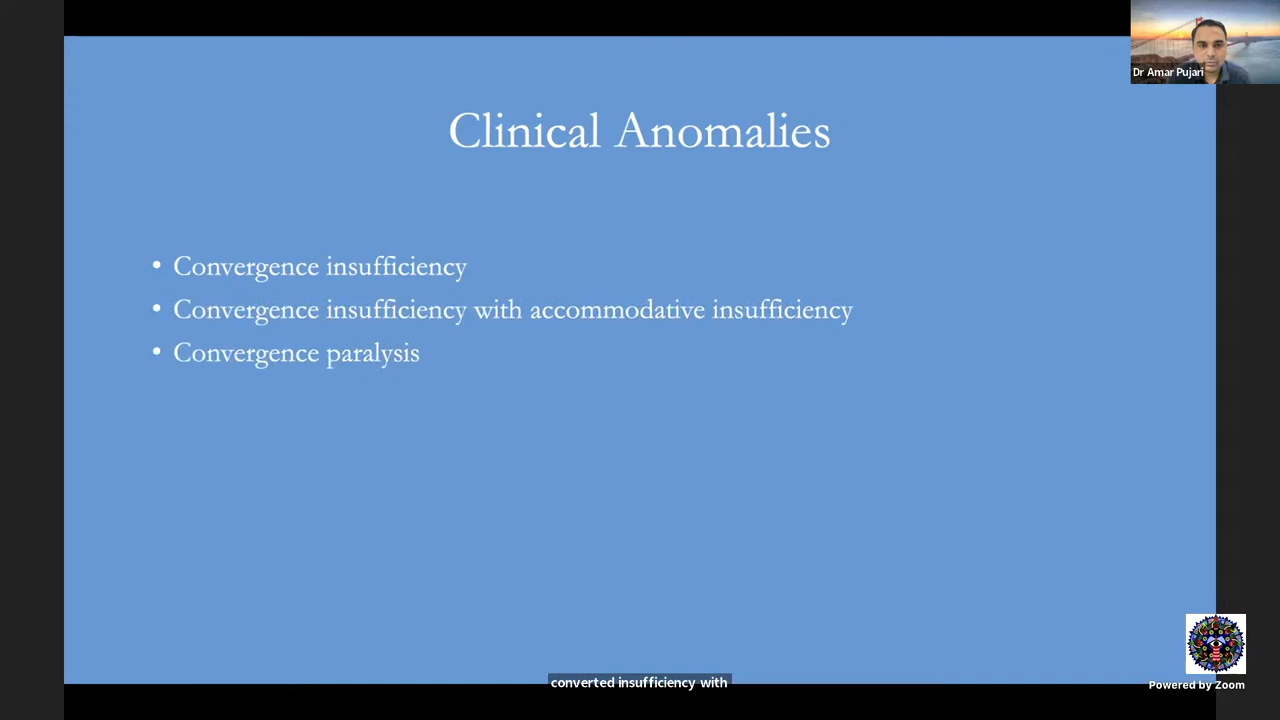 Dr Amar Pujari
Clinical Anomalies
• Convergence insufficiency
• Convergence insufficiency with accommodative insufficiency
• Convergence paralysis
converted insufficiency with
Powered by Zoom